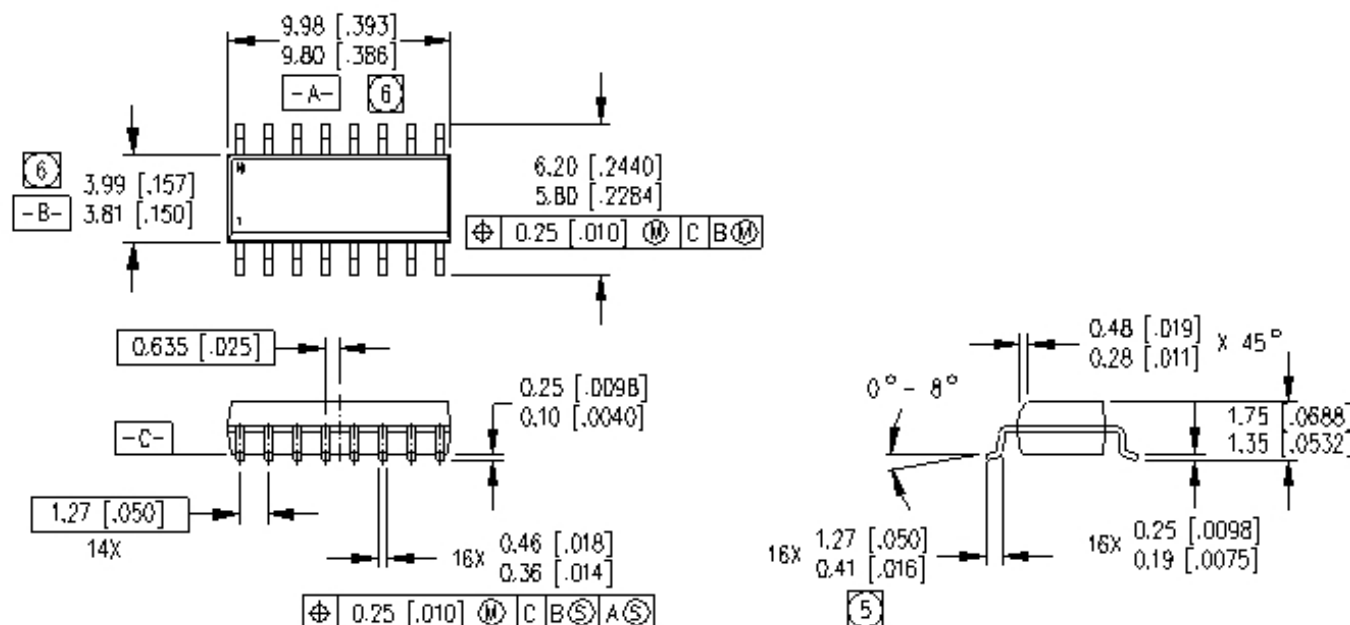 9.98 [.393]
9.80 [.386]
-A- 6
6
3.99 [.157]
-B- 3.81 [.150]
1
6.20 [.2440]
5.80 [.2284]
⌖ 0.25 [.010] Ⓜ C B Ⓜ
0.635 [.025]
0.25 [.0098]
0.10 [.0040]
-C-
1.27 [.050]
14X
16X 0.46 [.018]
0.36 [.014]
⌖ 0.25 [.010] Ⓜ C B Ⓢ A Ⓢ
0.48 [.019]
0.28 [.011] X 45°
0° - 8°
1.75 [.0688]
1.35 [.0532]
16X 1.27 [.050]
0.41 [.016]
5
16X 0.25 [.0098]
0.19 [.0075]